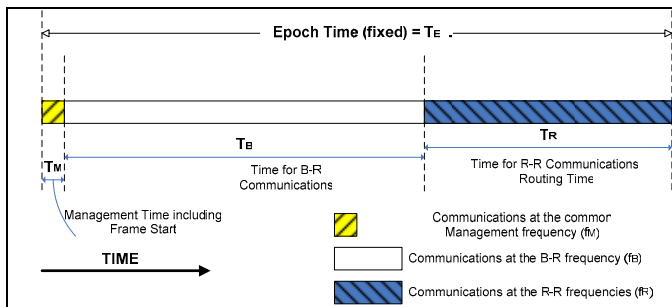 Epoch Time (fixed) = TE .
TB
TR
TM
Time for B-R
Communications
Time for R-R Communications
Routing Time
Management Time including
Frame Start
TIME
Communications at the common
Management frequency (fM)
Communications at the B-R frequency (fB)
Communications at the R-R frequencies (fR)